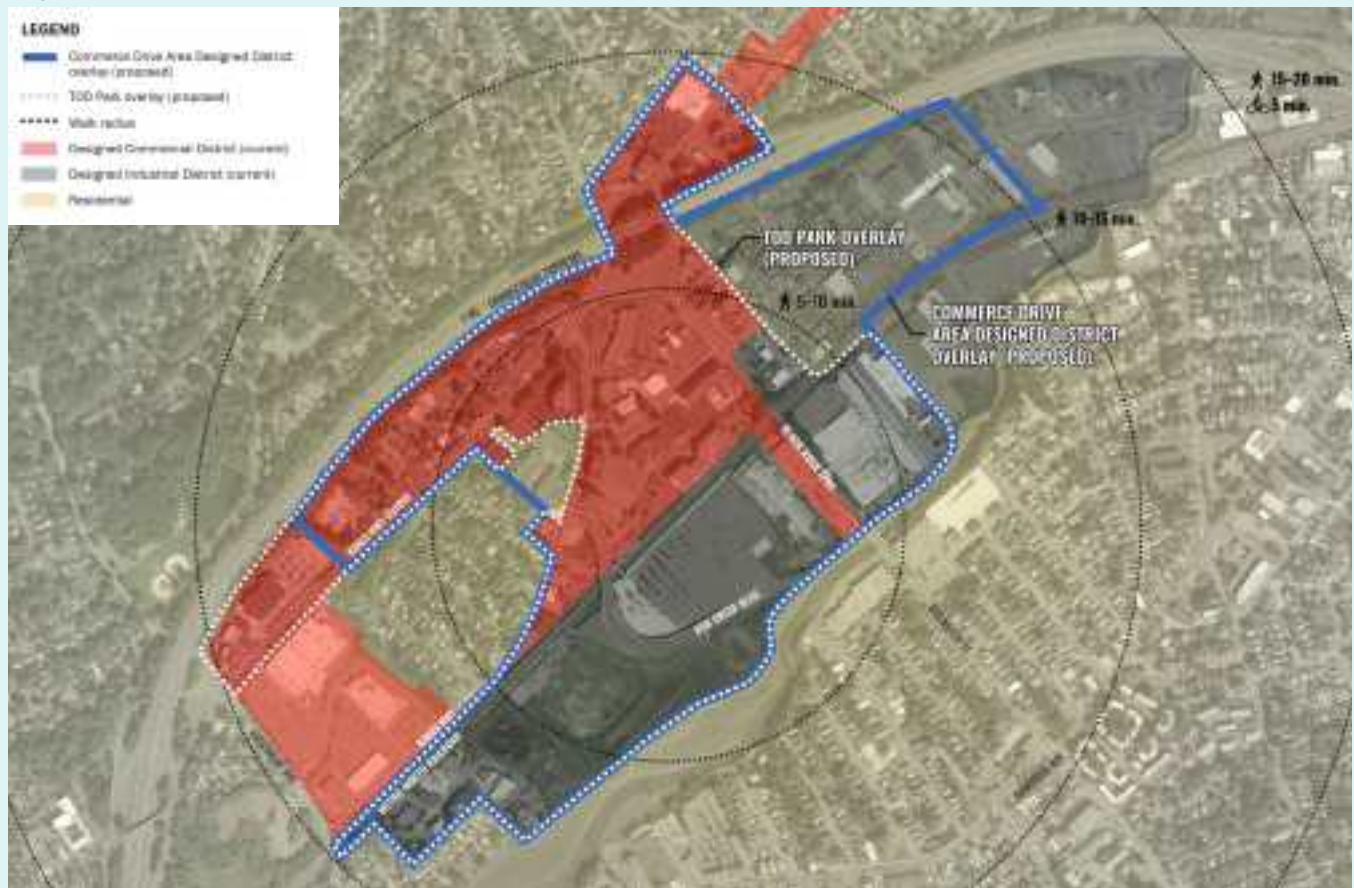 LEGEND
Commerce Drive Area Designed District
overlay (proposed)
TOD Park overlay (proposed)
Walk radius
Designed Commercial District (current)
Designed Industrial District (current)
Residential
15-20 min.
5 min.
10-15 min.
TOD PARK OVERLAY
(PROPOSED)
5-10 min.
COMMERCE DRIVE
AREA DESIGNED DISTRICT
OVERLAY (PROPOSED)